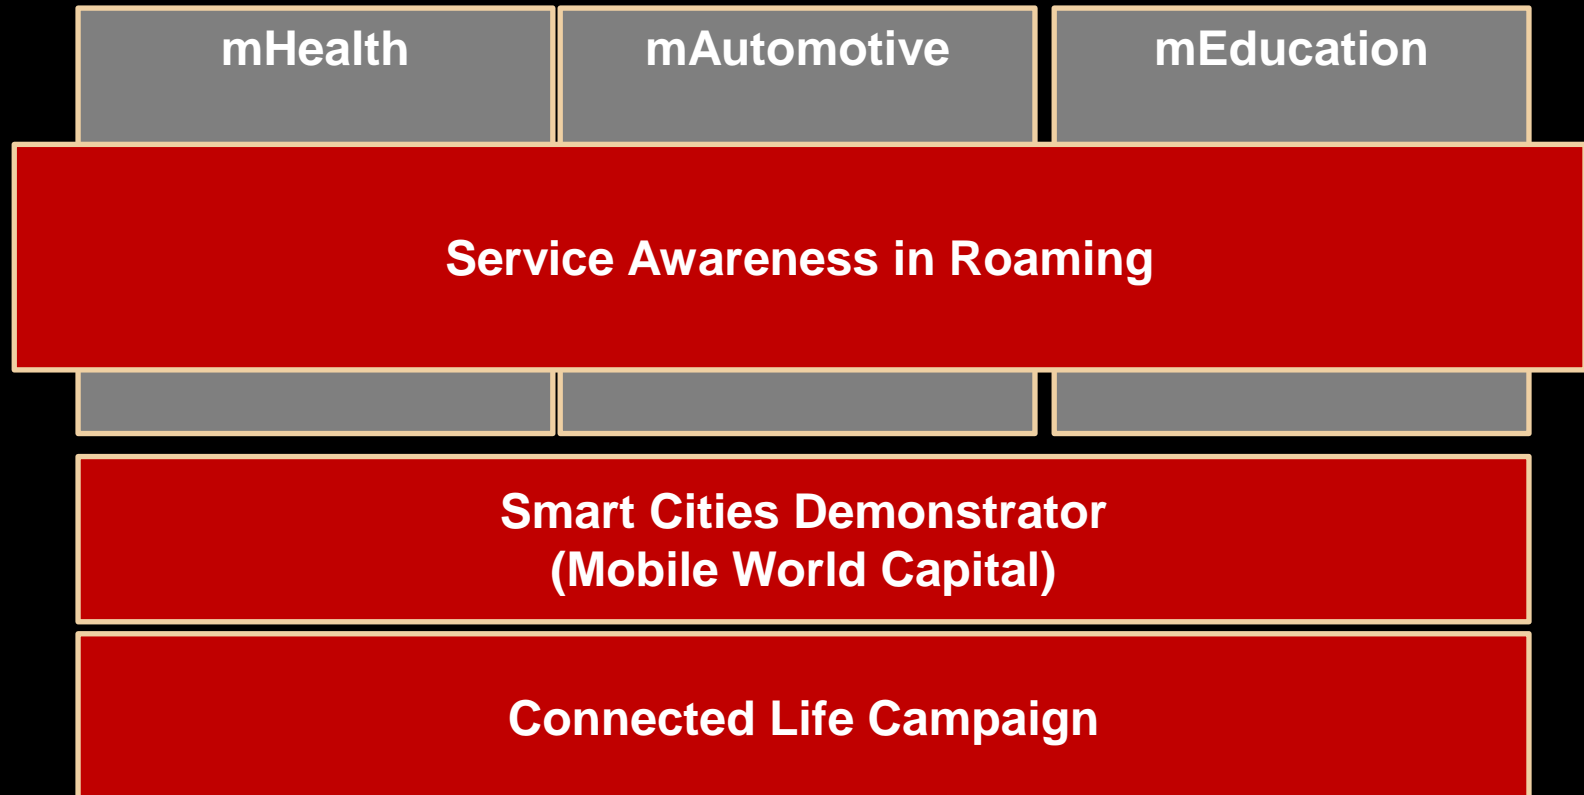 mHealth
mAutomotive
mEducation
Service Awareness in Roaming
Smart Cities Demonstrator
(Mobile World Capital)
Connected Life Campaign